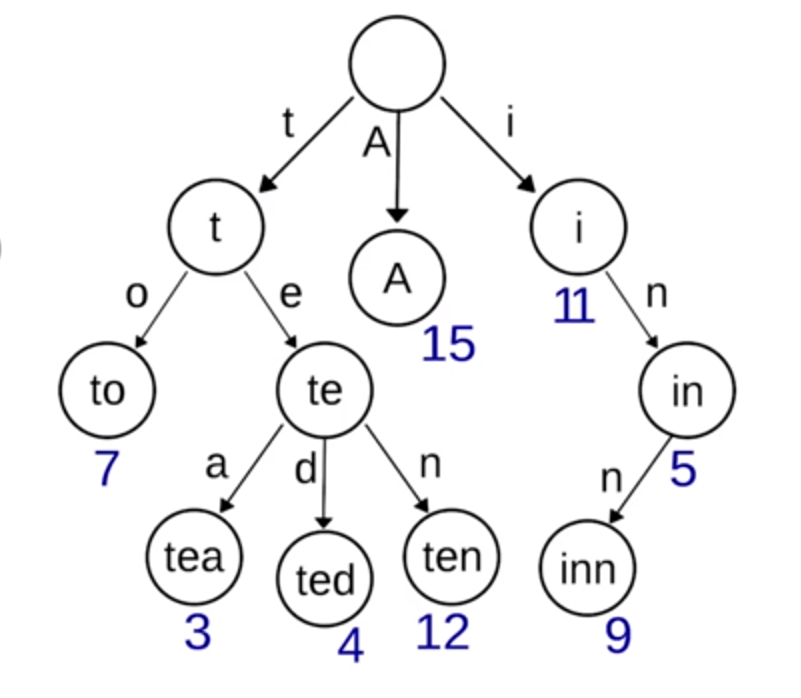 t A i
t A i
15 11
o e n
to te in
7 5
a d n n
tea ted ten inn
3 4 12 9